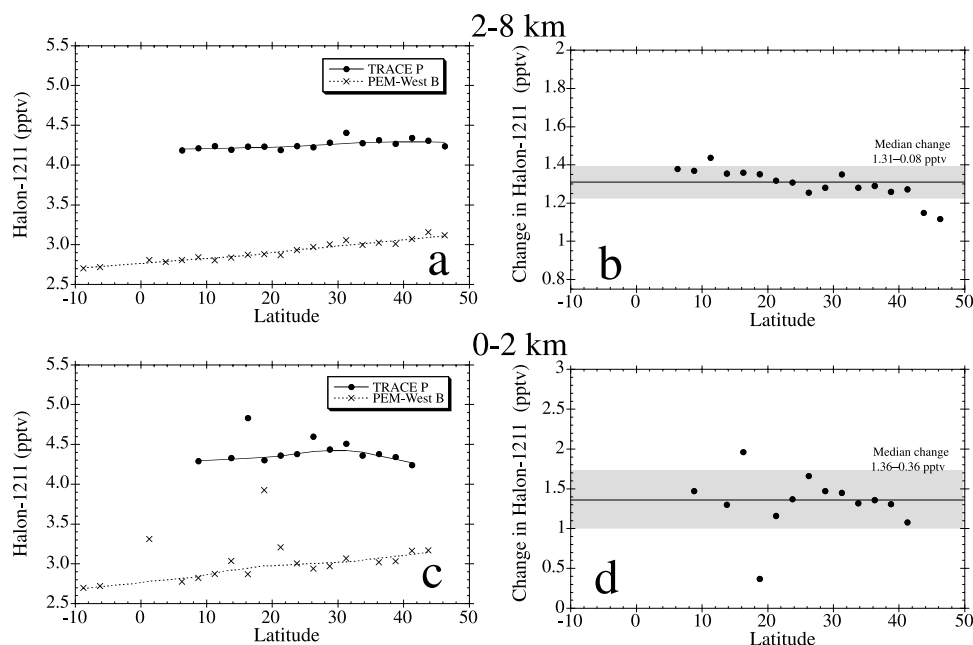 2-8 km
5.5
5.0
4.5
4.0
3.5
3.0
2.5
Halon-1211 (pptv)
TRACE P
PEM-West B
a
-10 0 10 20 30 40 50
Latitude
2
1.8
1.6
1.4
1.2
1
0.8
Change in Halon-1211 (pptv)
Median change
1.31–0.08 pptv
b
-10 0 10 20 30 40 50
Latitude
0-2 km
5.5
5.0
4.5
4.0
3.5
3.0
2.5
Halon-1211 (pptv)
TRACE P
PEM-West B
c
-10 0 10 20 30 40 50
Latitude
3
2.5
2
1.5
1
0.5
0
Change in Halon-1211 (pptv)
Median change
1.36–0.36 pptv
d
-10 0 10 20 30 40 50
Latitude